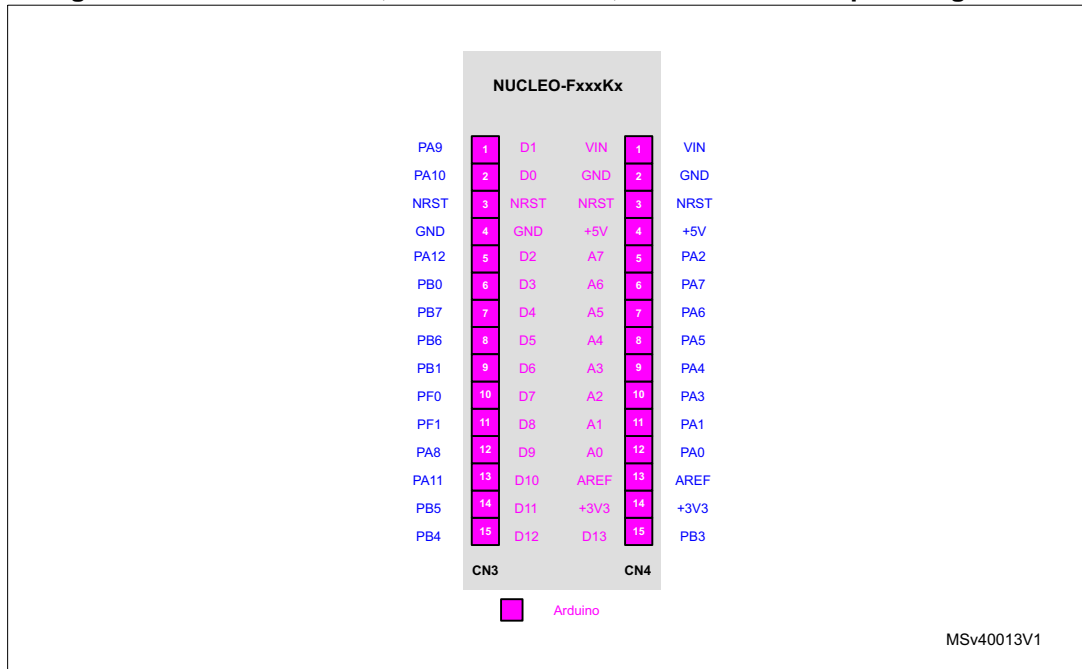 NUCLEO-FxxxKx
PA9 1 D1 VIN 1 VIN
PA10 2 D0 GND 2 GND
NRST 3 NRST NRST 3 NRST
GND 4 GND +5V 4 +5V
PA12 5 D2 A7 5 PA2
PB0 6 D3 A6 6 PA7
PB7 7 D4 A5 7 PA6
PB6 8 D5 A4 8 PA5
PB1 9 D6 A3 9 PA4
PF0 10 D7 A2 10 PA3
PF1 11 D8 A1 11 PA1
PA8 12 D9 A0 12 PA0
PA11 13 D10 AREF 13 AREF
PB5 14 D11 +3V3 14 +3V3
PB4 15 D12 D13 15 PB3
CN3 CN4
Arduino
MSv40013V1